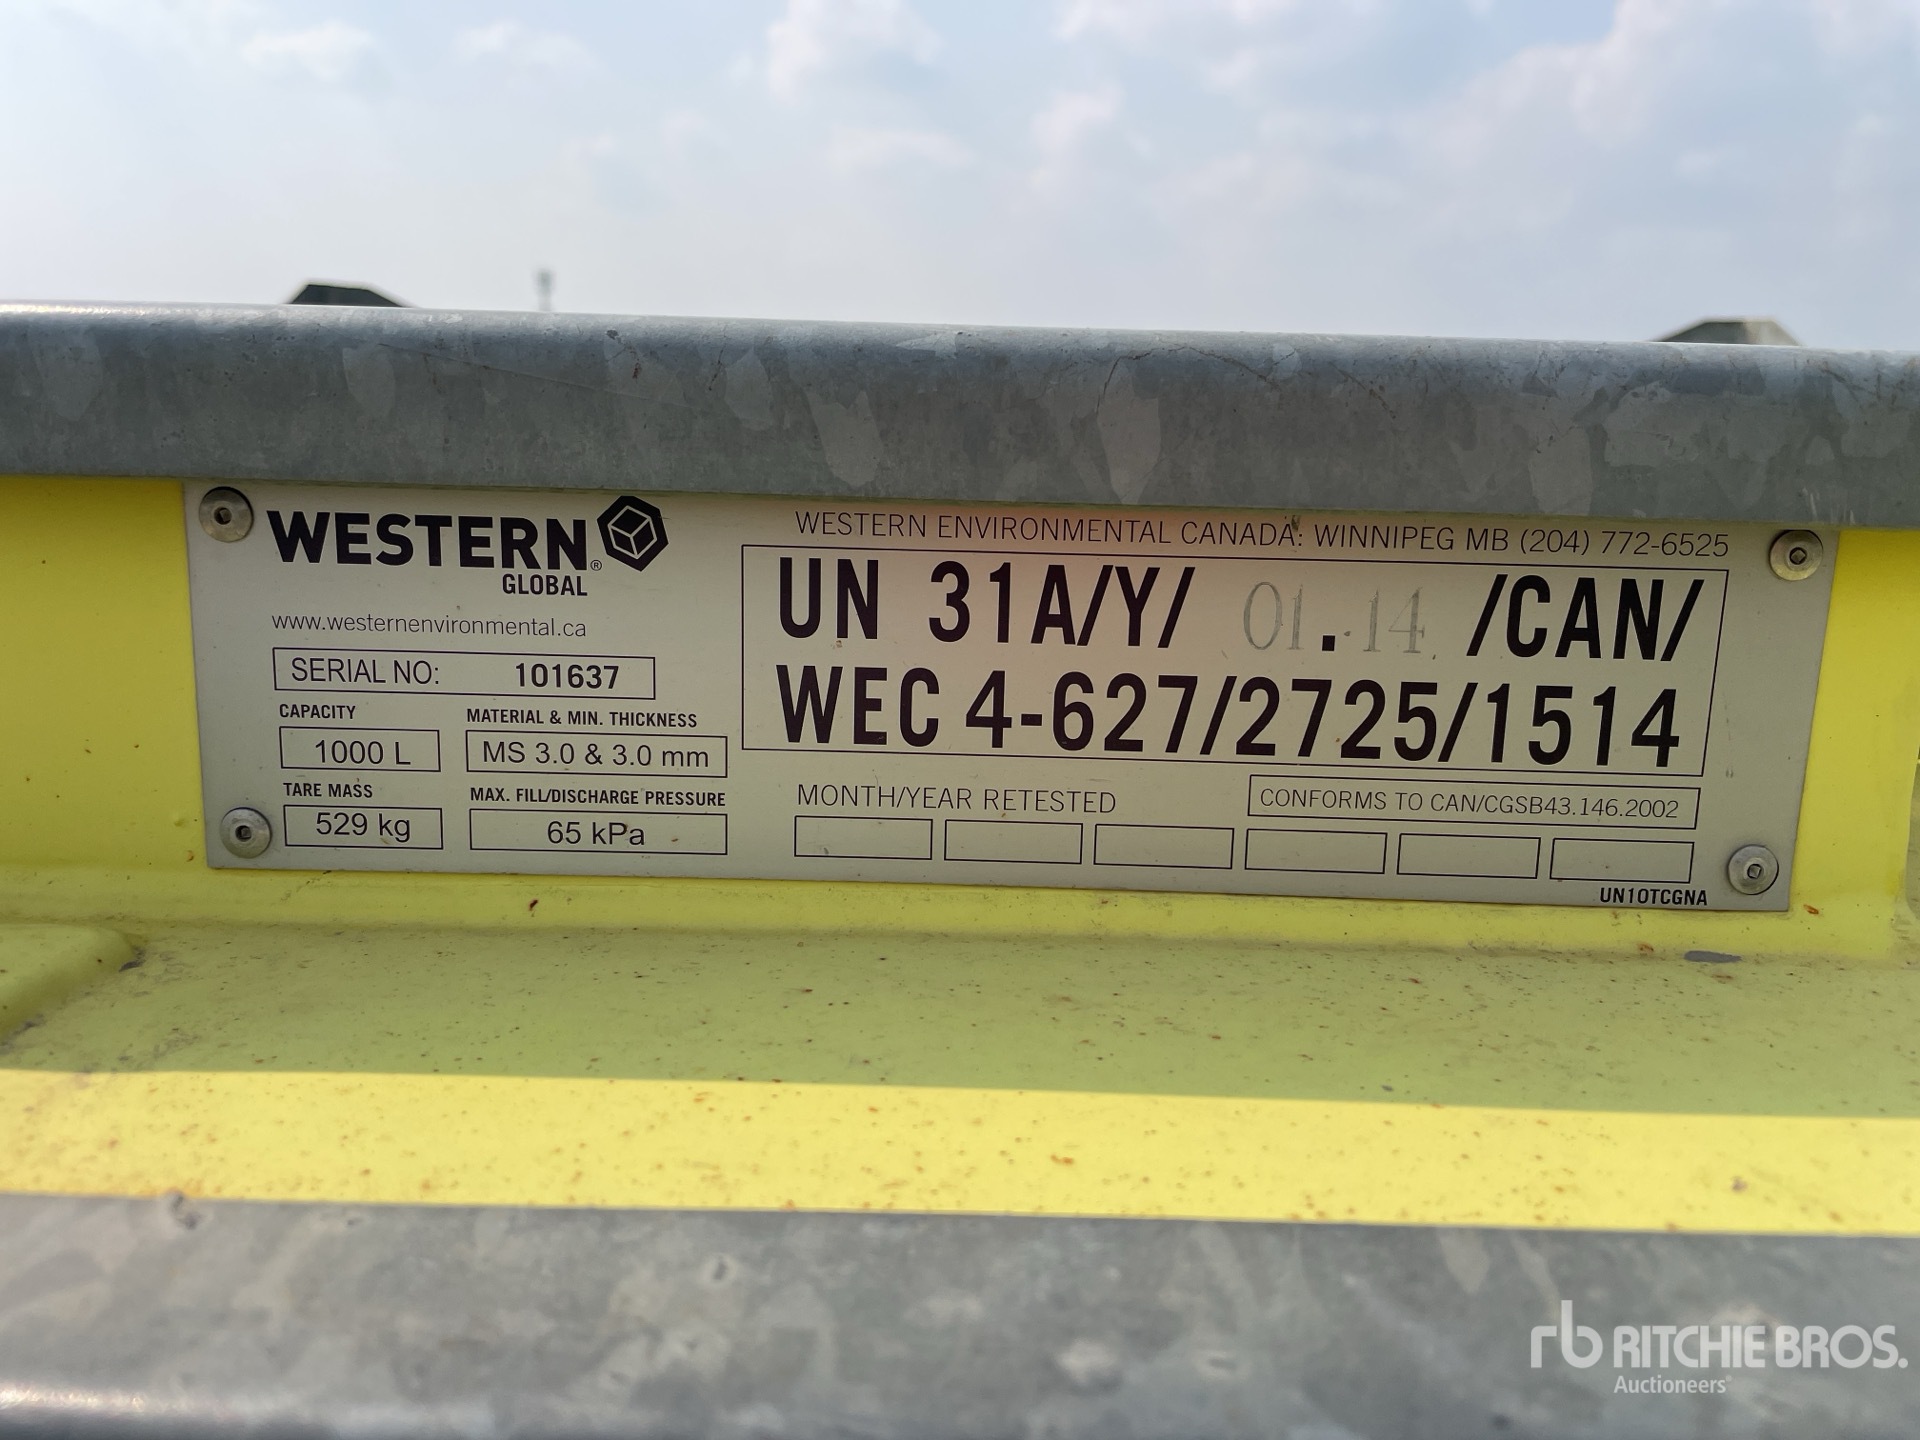 WESTERN®
GLOBAL
www.westernenvironmental.ca
SERIAL NO: 101637
CAPACITY
1000 L
MATERIAL & MIN. THICKNESS
MS 3.0 & 3.0 mm
TARE MASS
529 kg
MAX. FILL/DISCHARGE PRESSURE
65 kPa
WESTERN ENVIRONMENTAL CANADA: WINNIPEG MB (204) 772-6525
UN 31A/Y/ 01.14 /CAN/
WEC 4-627/2725/1514
MONTH/YEAR RETESTED
CONFORMS TO CAN/CGSB43.146.2002
UN10TCGNA
rb RITCHIE BROS.
Auctioneers